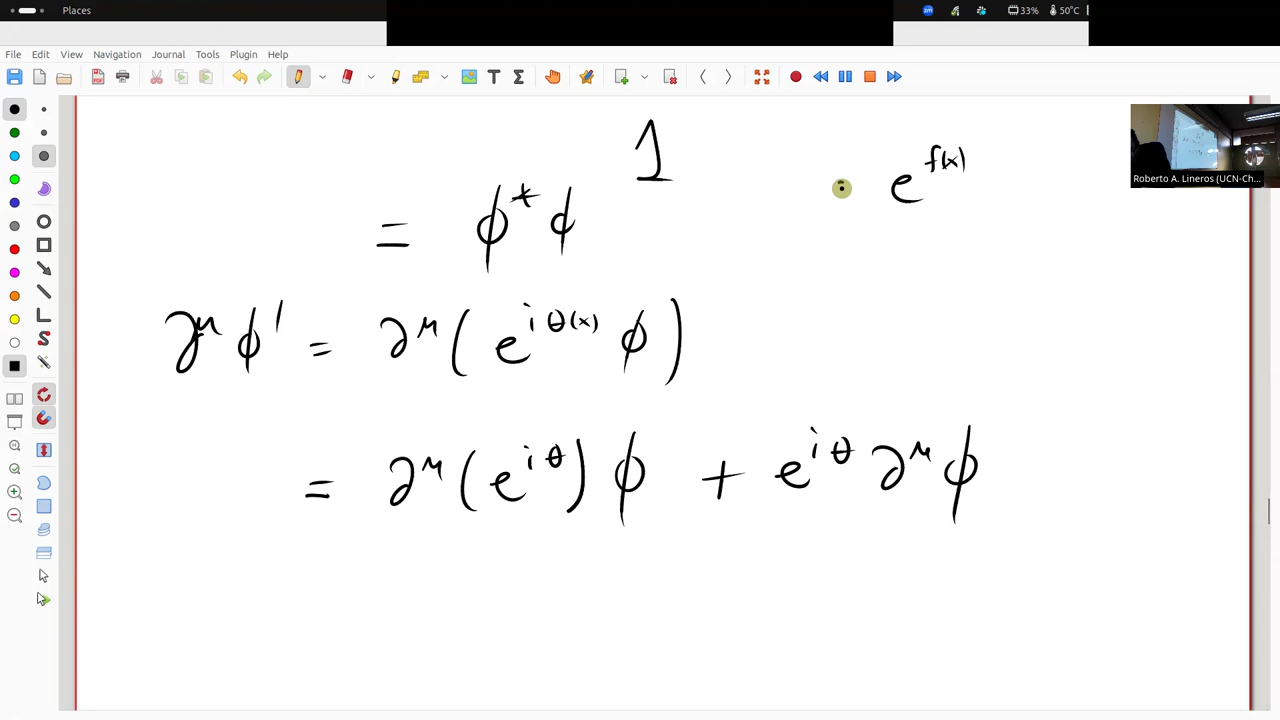 Places
33% 50°C
File Edit View Navigation Journal Tools Plugin Help
1
e^{f(x)}
= ϕ* ϕ
∂^μ ϕ' = ∂^μ ( e^{iθ(x)} ϕ )
= ∂^μ ( e^{iθ} ) ϕ + e^{iθ} ∂^μ ϕ
Roberto A. Lineros (UCN-Ch...